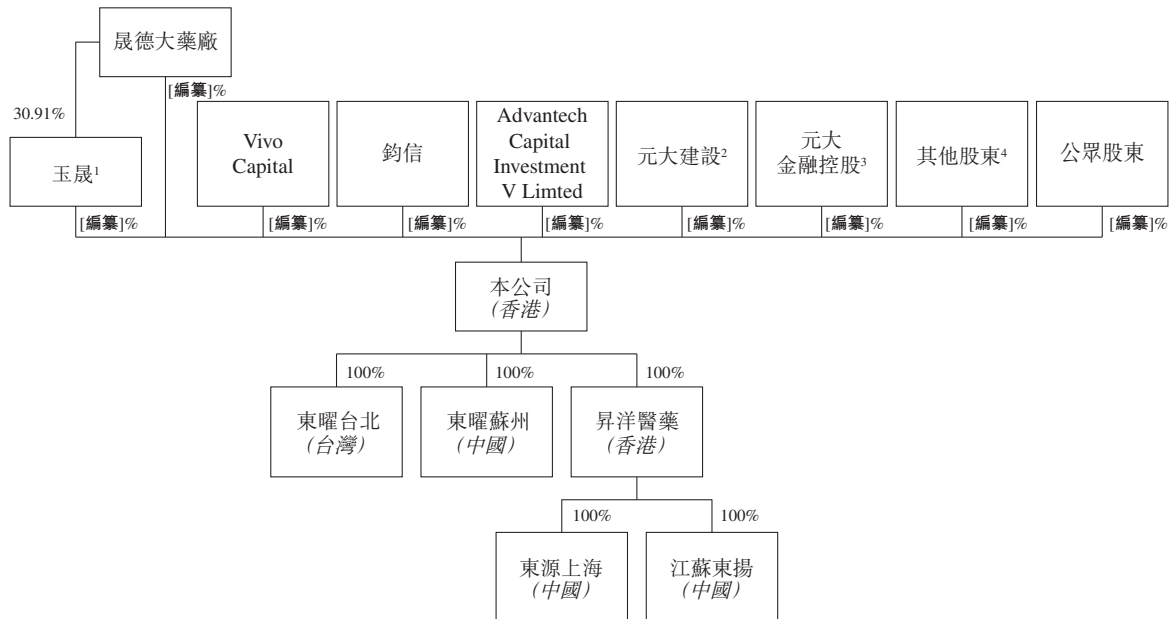 晟德大藥廠
[編纂]%
30.91%
玉晟1
Vivo
Capital
鈞信
Advantech
Capital
Investment
V Limted
元大建設2
元大
金融控股3
其他股東4
公眾股東
[編纂]%
[編纂]%
[編纂]%
[編纂]%
[編纂]%
[編纂]%
[編纂]%
[編纂]%
本公司
(香港)
100%
100%
100%
東曜台北
(台灣)
東曜蘇州
(中國)
昇洋醫藥
(香港)
100%
100%
東源上海
(中國)
江蘇東揚
(中國)